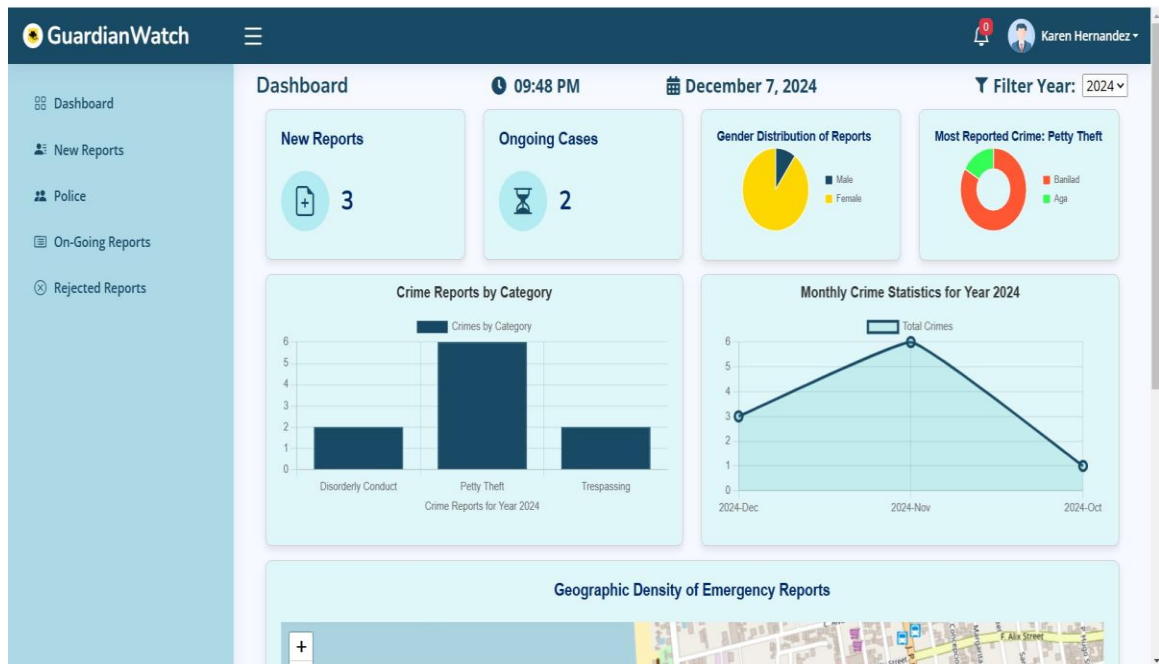 GuardianWatch
0
Karen Hernandez
Dashboard
New Reports
Police
On-Going Reports
Rejected Reports
Dashboard
09:48 PM
December 7, 2024
Filter Year: 2024
New Reports
3
Ongoing Cases
2
Gender Distribution of Reports
Male
Female
Most Reported Crime: Petty Theft
Banilad
Aga
Crime Reports by Category
Crimes by Category
6
5
4
3
2
1
0
Disorderly Conduct Petty Theft Trespassing
Crime Reports for Year 2024
Monthly Crime Statistics for Year 2024
Total Crimes
6
5
4
3
2
1
0
2024-Dec 2024-Nov 2024-Oct
Geographic Density of Emergency Reports
+
F. Alix Street
Street